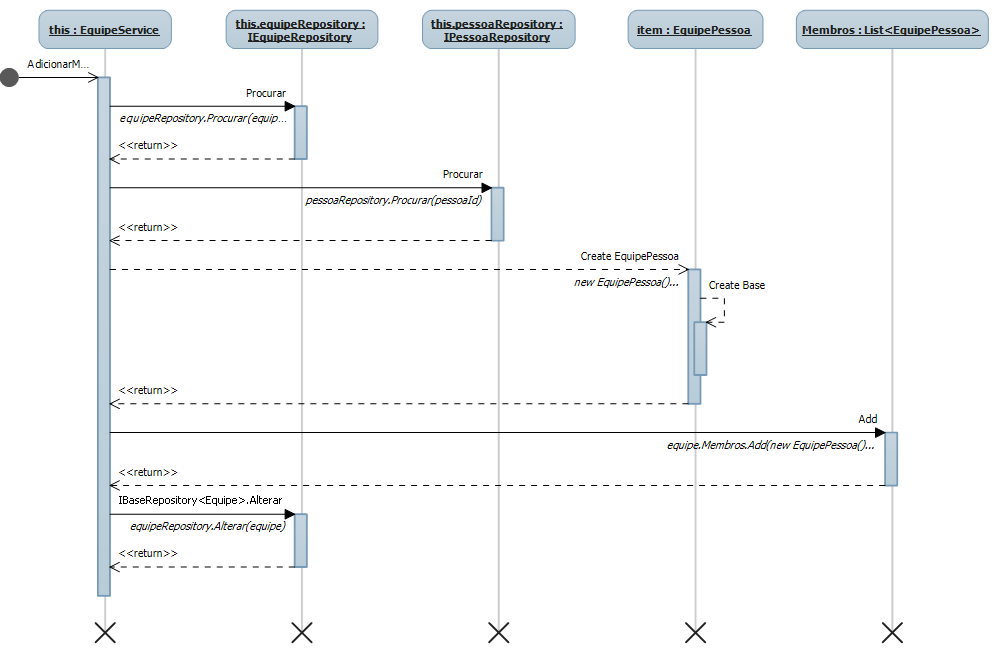 this : EquipeService
this.equipeRepository :
IEquipeRepository
this.pessoaRepository :
IPessoaRepository
item : EquipePessoa
Membros : List<EquipePessoa>
AdicionarM...
Procurar
equipeRepository.Procurar(equip...
<<return>>
Procurar
pessoaRepository.Procurar(pessoaId)
<<return>>
Create EquipePessoa
new EquipePessoa()...
Create Base
<<return>>
Add
equipe.Membros.Add(new EquipePessoa()...
<<return>>
IBaseRepository<Equipe>.Alterar
equipeRepository.Alterar(equipe)
<<return>>